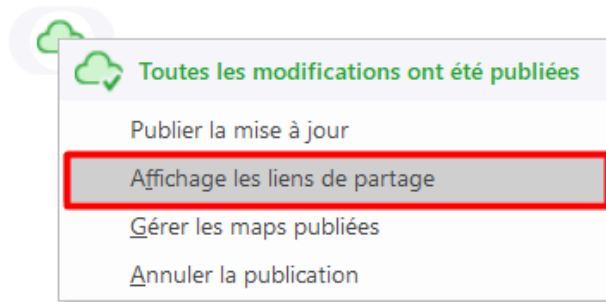 Toutes les modifications ont été publiées
Publier la mise à jour
Affichage les liens de partage
Gérer les maps publiées
Annuler la publication